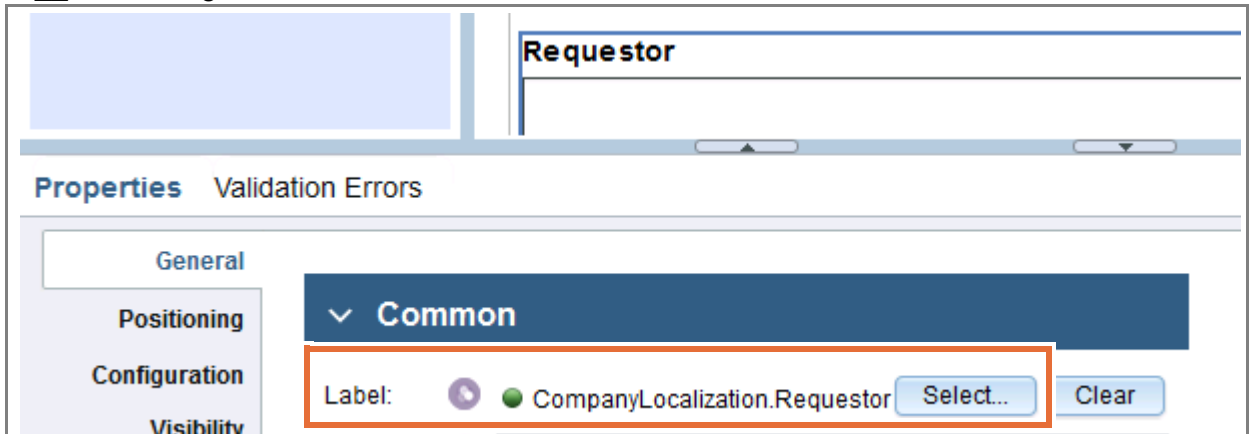 Requestor
Properties Validation Errors
General
Common
Positioning
Configuration
Label: CompanyLocalization.Requestor Select... Clear
Visibility